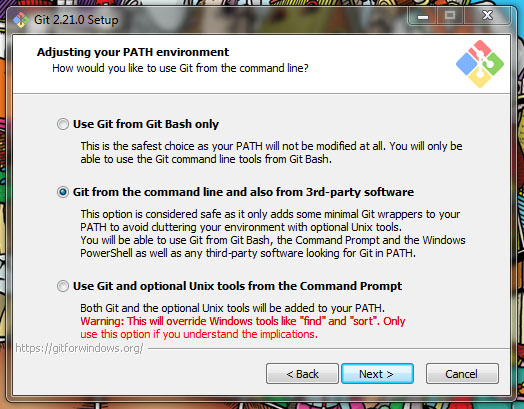 Git 2.21.0 Setup
Adjusting your PATH environment
How would you like to use Git from the command line?
Use Git from Git Bash only
This is the safest choice as your PATH will not be modified at all. You will only be
able to use the Git command line tools from Git Bash.
Git from the command line and also from 3rd-party software
This option is considered safe as it only adds some minimal Git wrappers to your
PATH to avoid cluttering your environment with optional Unix tools.
You will be able to use Git from Git Bash, the Command Prompt and the Windows
PowerShell as well as any third-party software looking for Git in PATH.
Use Git and optional Unix tools from the Command Prompt
Both Git and the optional Unix tools will be added to your PATH.
Warning: This will override Windows tools like "find" and "sort". Only
use this option if you understand the implications.
https://gitforwindows.org/
< Back
Next >
Cancel